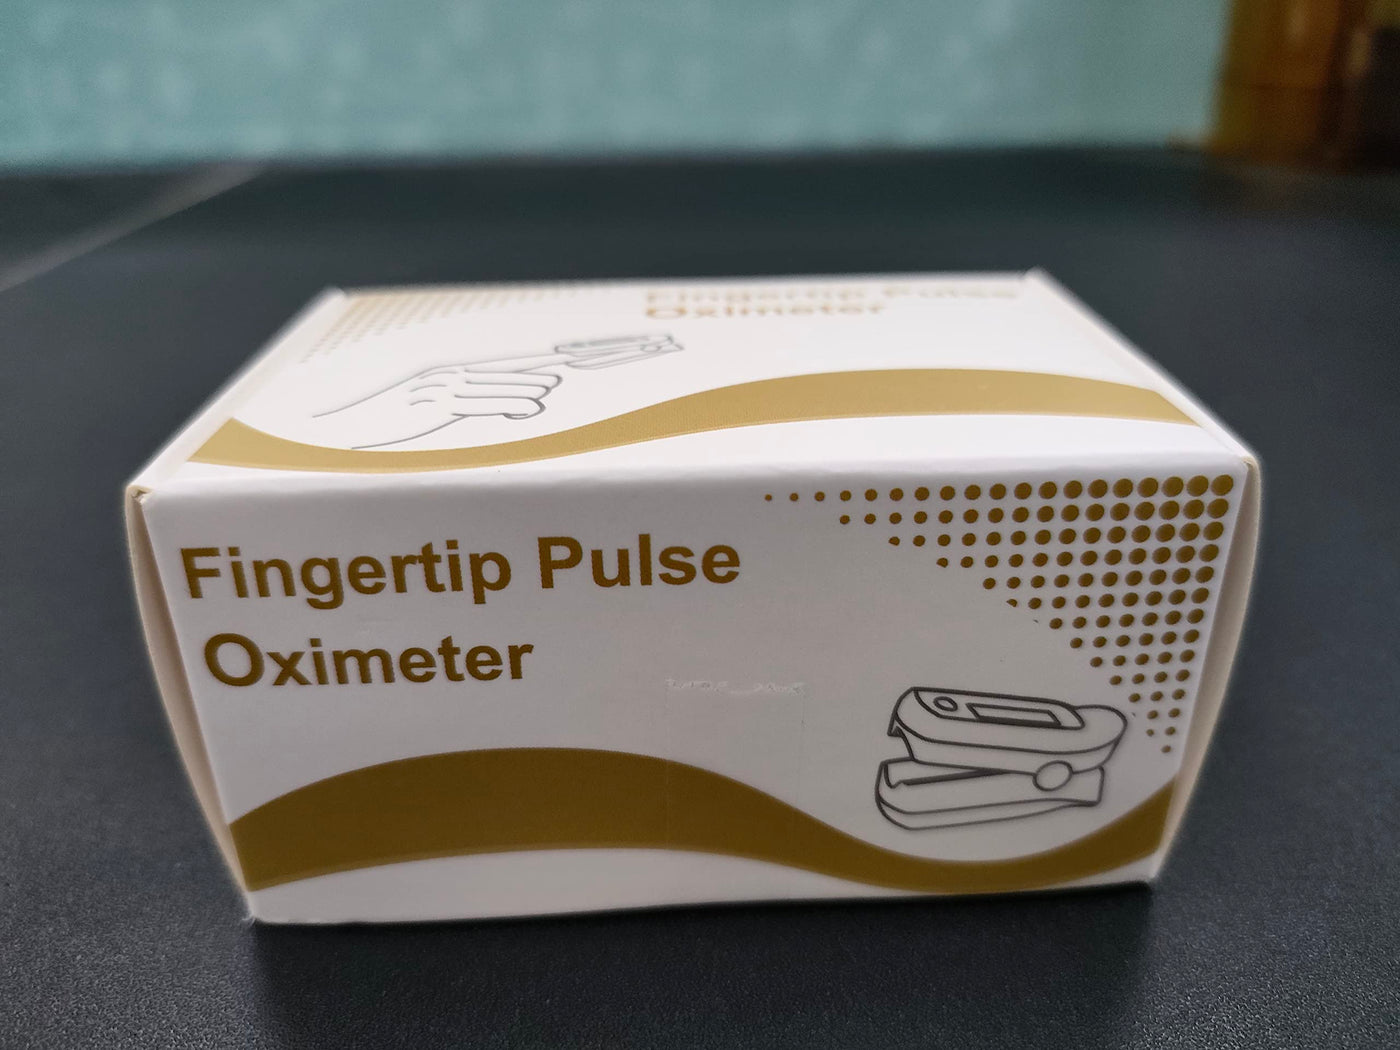 Fingertip Pulse
Oximeter
Fingertip Pulse
Oximeter